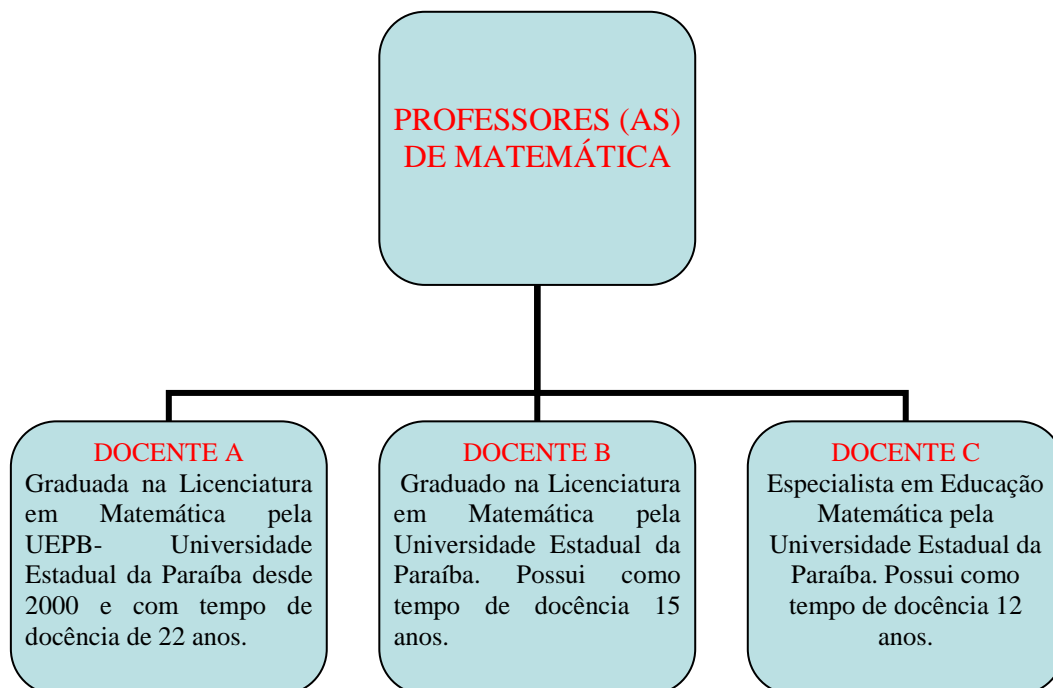 PROFESSORES (AS)
DE MATEMÁTICA
DOCENTE A
Graduada na Licenciatura
em Matemática pela
UEPB- Universidade
Estadual da Paraíba desde
2000 e com tempo de
docência de 22 anos.
DOCENTE B
Graduado na Licenciatura
em Matemática pela
Universidade Estadual da
Paraíba. Possui como
tempo de docência 15
anos.
DOCENTE C
Especialista em Educação
Matemática pela
Universidade Estadual da
Paraíba. Possui como
tempo de docência 12
anos.